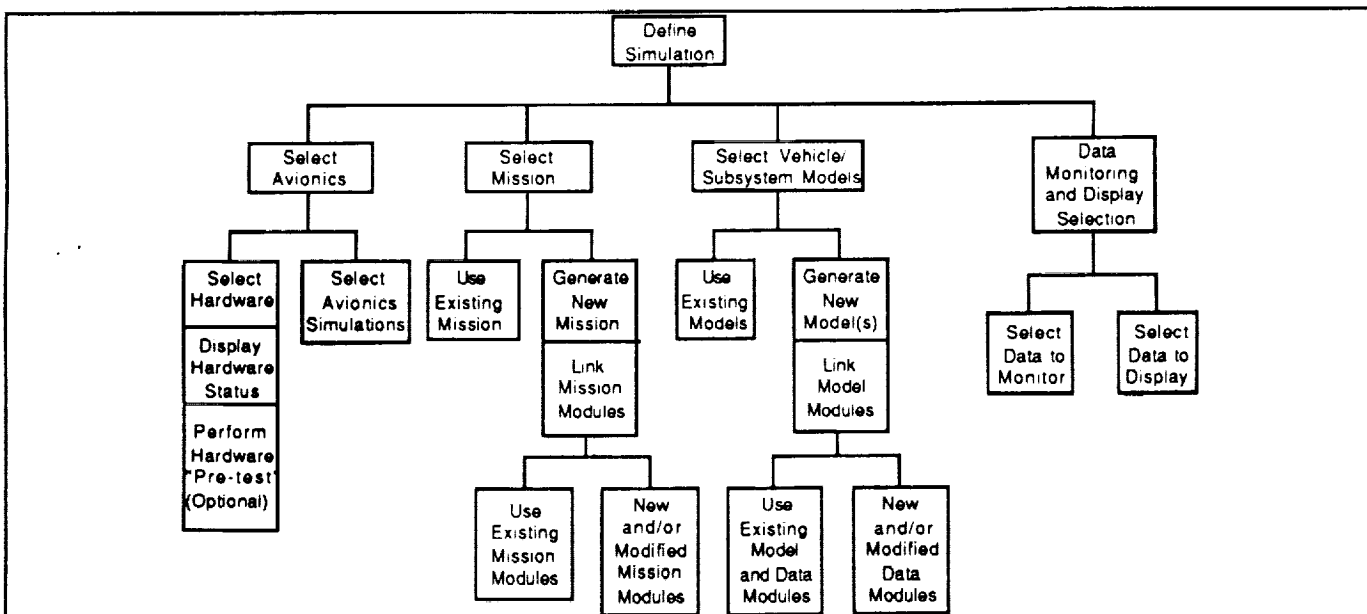 Define
Simulation
Select
Avionics
Select
Mission
Select Vehicle/
Subsystem Models
Data
Monitoring
and Display
Selection
Select
Hardware
Display
Hardware
Status
Perform
Hardware
"Pre-test"
(Optional)
Select
Avionics
Simulations
Use
Existing
Mission
Generate
New
Mission
Link
Mission
Modules
Use
Existing
Mission
Modules
New
and/or
Modified
Mission
Modules
Use
Existing
Models
Generate
New
Model(s)
Link
Model
Modules
Use
Existing
Model
and Data
Modules
New
and/or
Modified
Data
Modules
Select
Data to
Monitor
Select
Data to
Display